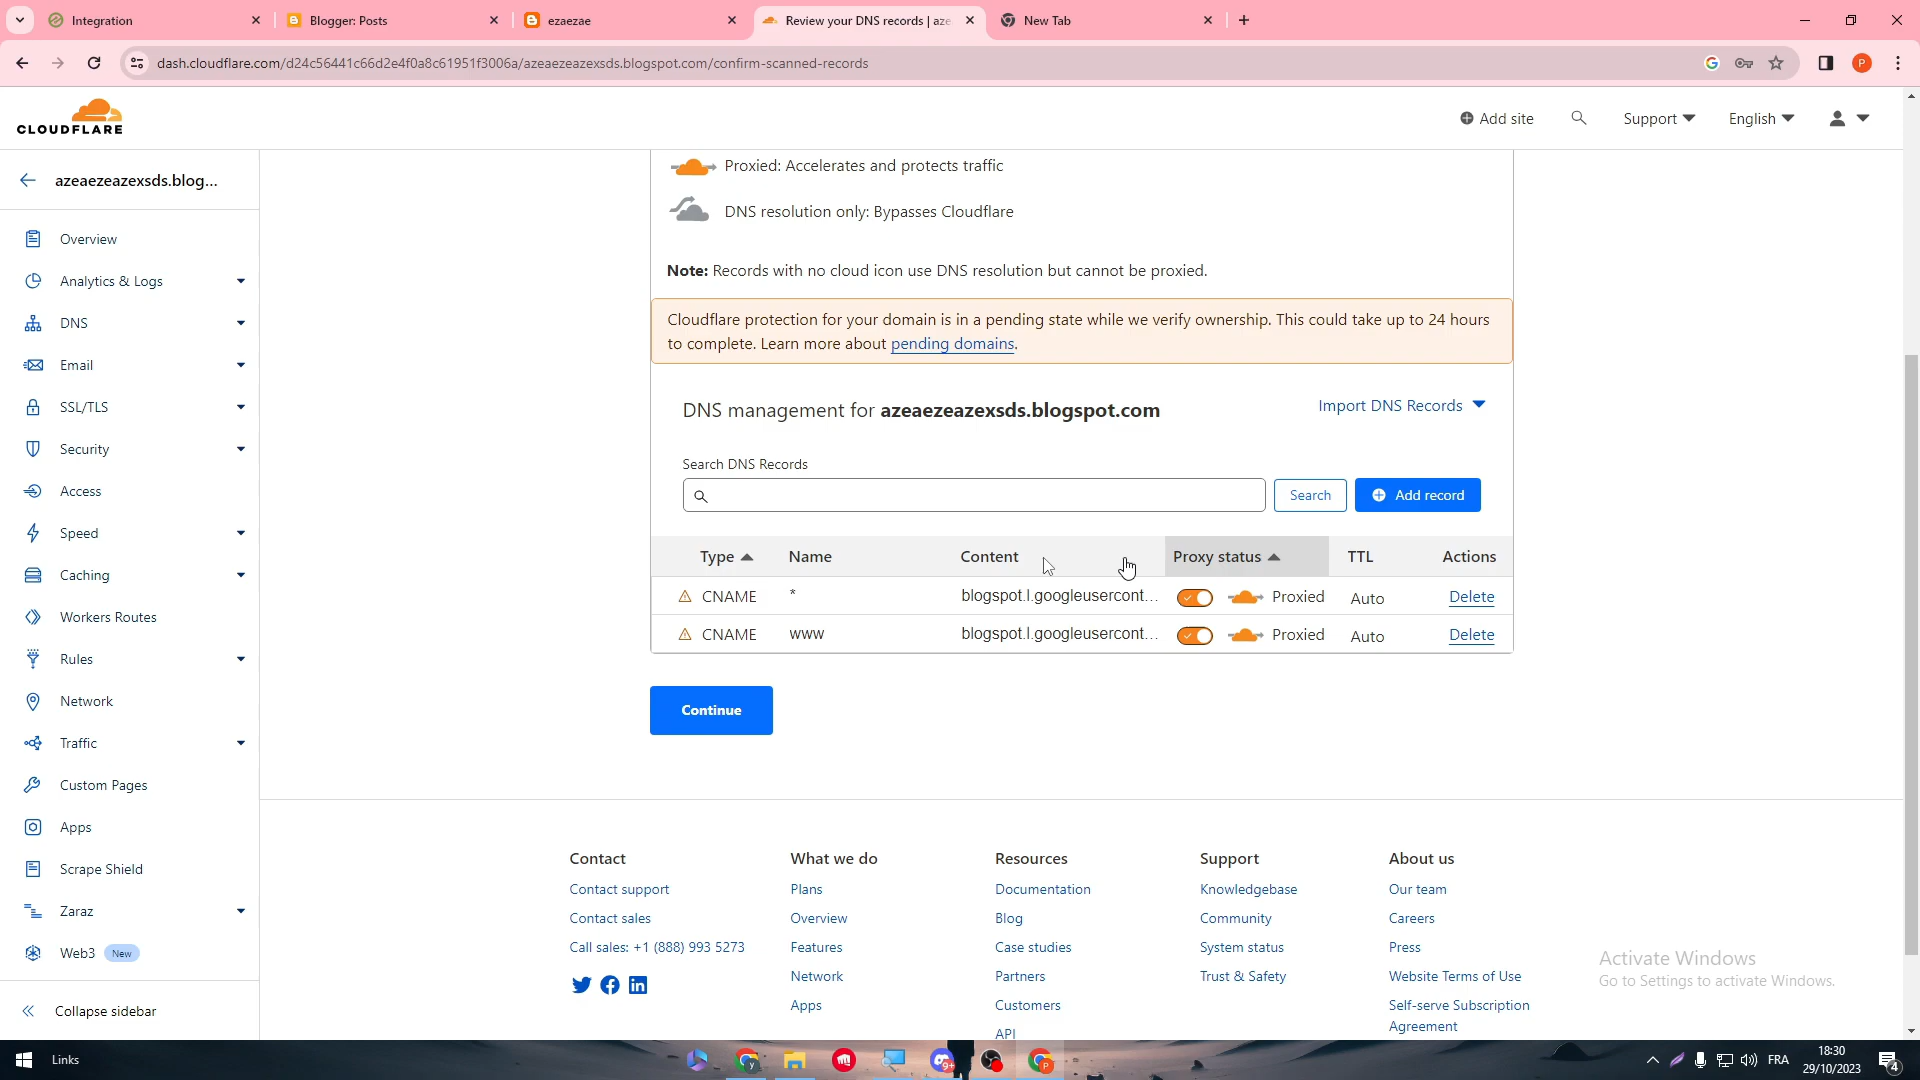 Integration
Blogger: Posts
ezaezae
Review your DNS records | aze
New Tab
dash.cloudflare.com/d24c56441c66d2e4f0a8c61951f3006a/azeaezeazexsds.blogspot.com/confirm-scanned-records
P
CLOUDFLARE
Add site
Support
English
azeaezeazexsds.blog...
Overview
Analytics & Logs
DNS
Email
SSL/TLS
Security
Access
Speed
Caching
Workers Routes
Rules
Network
Traffic
Custom Pages
Apps
Scrape Shield
Zaraz
Web3 New
Collapse sidebar
Proxied: Accelerates and protects traffic
DNS resolution only: Bypasses Cloudflare
Note: Records with no cloud icon use DNS resolution but cannot be proxied.
Cloudflare protection for your domain is in a pending state while we verify ownership. This could take up to 24 hours
to complete. Learn more about pending domains.
DNS management for azeaezeazexsds.blogspot.com
Import DNS Records
Search DNS Records
Search
Add record
Type Name Content Proxy status TTL Actions
CNAME * blogspot.l.googleusercont... Proxied Auto Delete
CNAME www blogspot.l.googleusercont... Proxied Auto Delete
Continue
Contact
Contact support
Contact sales
Call sales: +1 (888) 993 5273
What we do
Plans
Overview
Features
Network
Apps
Resources
Documentation
Blog
Case studies
Partners
Customers
API
Support
Knowledgebase
Community
System status
Trust & Safety
About us
Our team
Careers
Press
Website Terms of Use
Self-serve Subscription
Agreement
Activate Windows
Go to Settings to activate Windows.
Links
FRA
18:30
29/10/2023
4